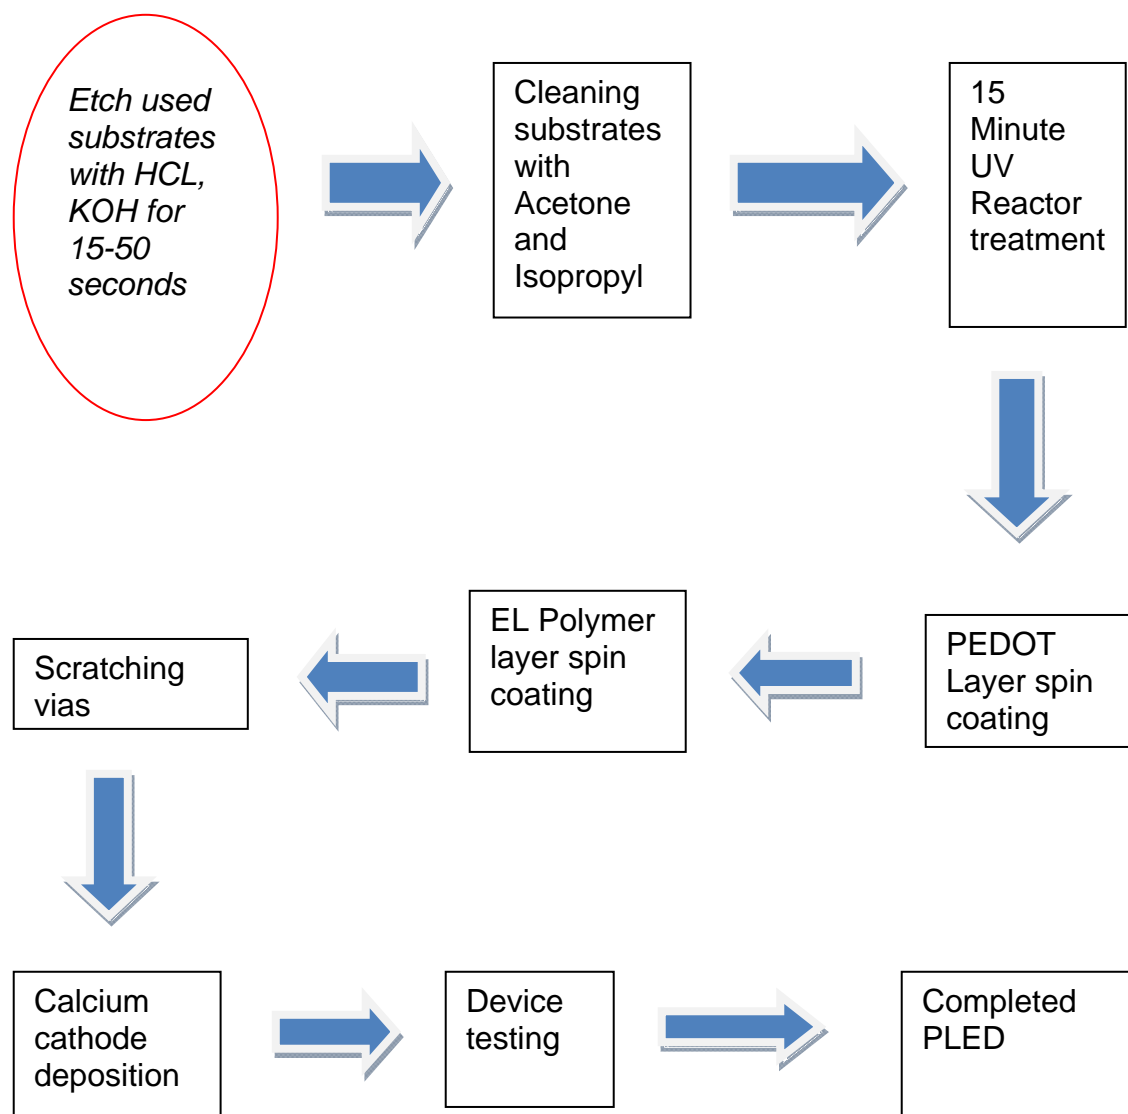 Etch used
substrates
with HCL,
KOH for
15-50
seconds
Cleaning
substrates
with
Acetone
and
Isopropyl
15
Minute
UV
Reactor
treatment
PEDOT
Layer spin
coating
EL Polymer
layer spin
coating
Scratching
vias
Calcium
cathode
deposition
Device
testing
Completed
PLED